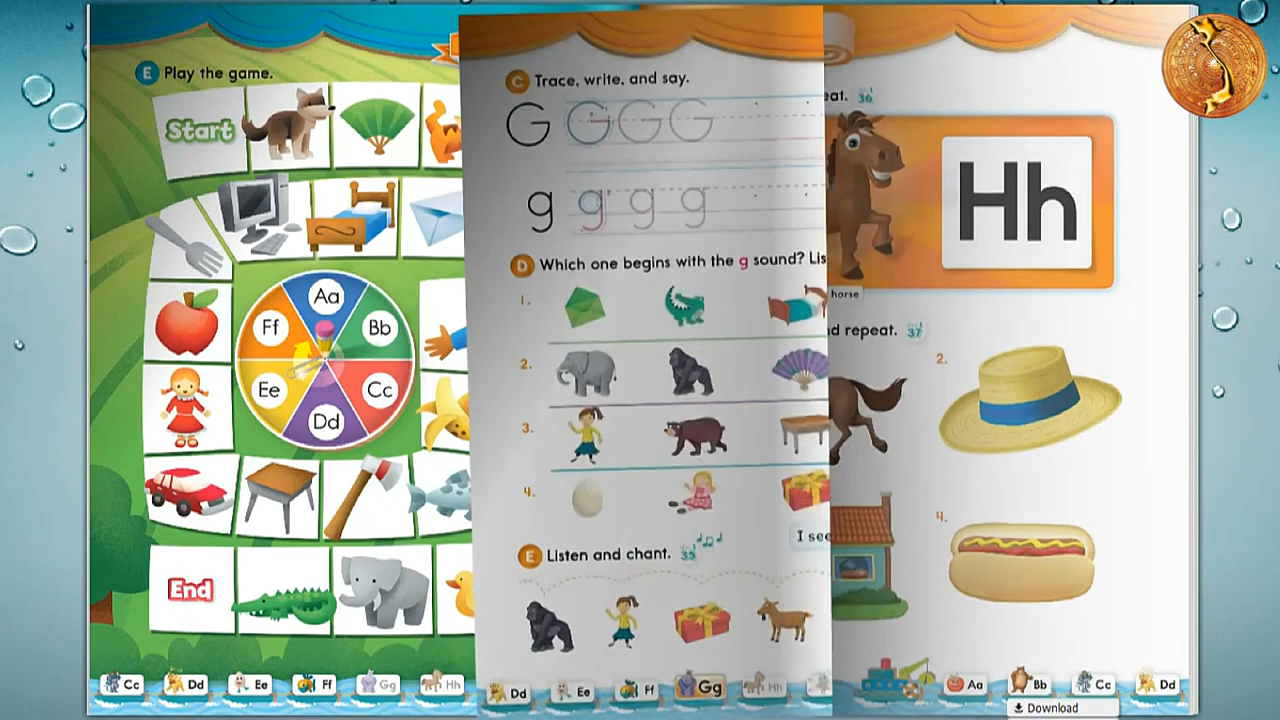 E Play the game.
Start
Aa
Ff
Bb
Ee
Cc
Dd
End
Cc
Dd
Ee
Ff
Gg
Hh
C Trace, write, and say.
G G G G
g g g g
D Which one begins with the g sound? Lis
1.
2.
3.
4.
I see
E Listen and chant. 35
Dd
Ee
Ff
Gg
Hh
eat. 36
Hh
horse
d repeat. 37
2.
4.
Aa
Bb
Cc
Dd
Download